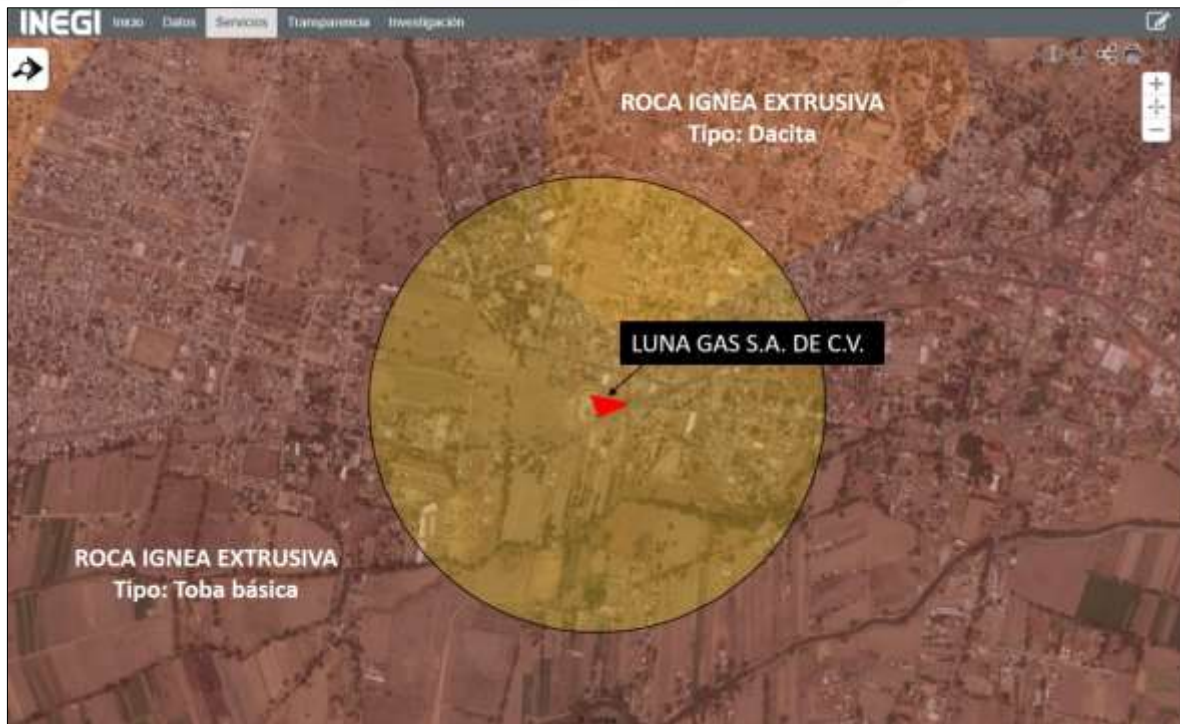 INEGI Inicio Datos Servicios Transparencia Investigación
ROCA IGNEA EXTRUSIVA
Tipo: Dacita
LUNA GAS S.A. DE C.V.
ROCA IGNEA EXTRUSIVA
Tipo: Toba básica